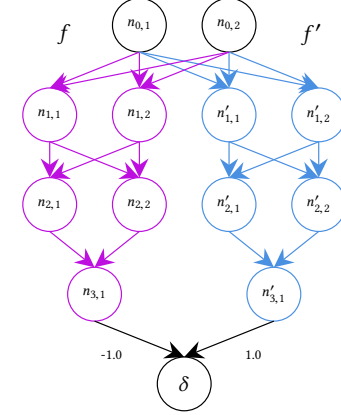 f n₀,₁ n₀,₂ f′
n₁,₁ n₁,₂ n′₁,₁ n′₁,₂
n₂,₁ n₂,₂ n′₂,₁ n′₂,₂
n₃,₁ n′₃,₁
-1.0 1.0
δ